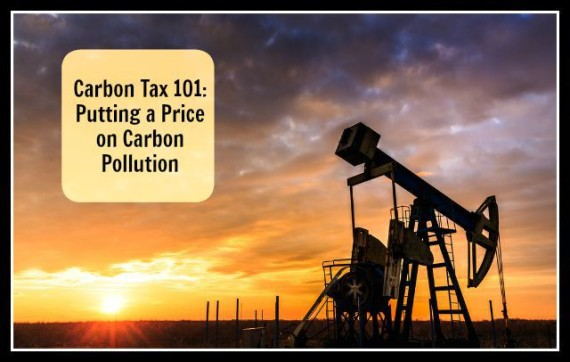 Carbon Tax 101:
Putting a Price
on Carbon
Pollution